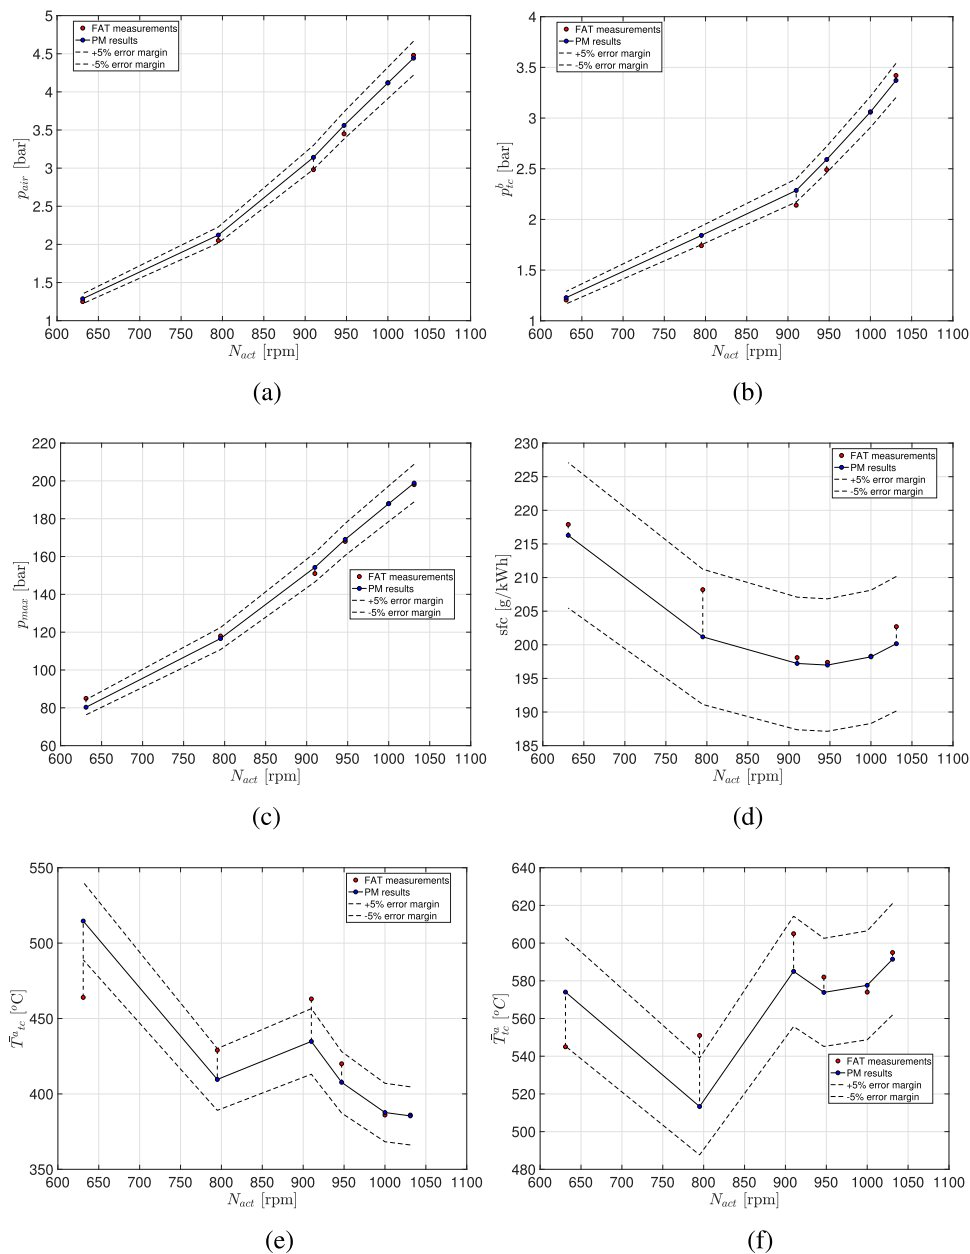 FAT measurements
PM results
+5% error margin
-5% error margin
5
4.5
4
3.5
3
2.5
2
1.5
1
p_air [bar]
600 650 700 750 800 850 900 950 1000 1050 1100
N_act [rpm]
(a)
FAT measurements
PM results
+5% error margin
-5% error margin
4
3.5
3
2.5
2
1.5
1
p^b_tc [bar]
600 650 700 750 800 850 900 950 1000 1050 1100
N_act [rpm]
(b)
220
200
180
160
140
120
100
80
60
p_max [bar]
FAT measurements
PM results
+5% error margin
-5% error margin
600 650 700 750 800 850 900 950 1000 1050 1100
N_act [rpm]
(c)
FAT measurements
PM results
+5% error margin
-5% error margin
230
225
220
215
210
205
200
195
190
185
sfc [g/kWh]
600 650 700 750 800 850 900 950 1000 1050 1100
N_act [rpm]
(d)
FAT measurements
PM results
+5% error margin
-5% error margin
550
500
450
400
350
T̄^a_tc [°C]
600 650 700 750 800 850 900 950 1000 1050 1100
N_act [rpm]
(e)
640
620
600
580
560
540
520
500
480
T̄^a_tc [°C]
FAT measurements
PM results
+5% error margin
-5% error margin
600 650 700 750 800 850 900 950 1000 1050 1100
N_act [rpm]
(f)